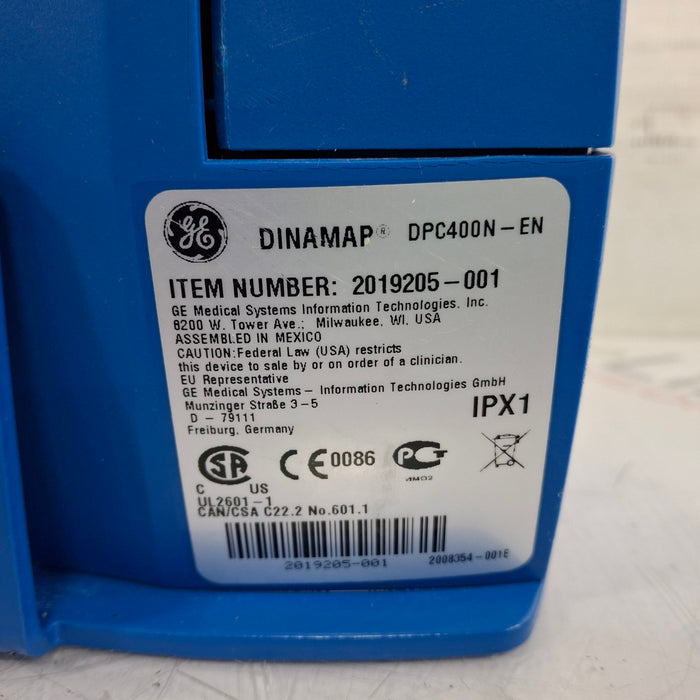 GE DINAMAP® DPC400N-EN
ITEM NUMBER: 2019205-001
GE Medical Systems Information Technologies, Inc.
8200 W. Tower Ave.; Milwaukee, WI, USA
ASSEMBLED IN MEXICO
CAUTION:Federal Law (USA) restricts
this device to sale by or on order of a clinician.
EU Representative
GE Medical Systems - Information Technologies GmbH
Munzinger Straße 3-5
D - 79111
Freiburg, Germany
IPX1
CSA CE 0086 PCT
C US ИМ02
UL2601-1
CAN/CSA C22.2 No.601.1
2019205-001
2008354-001E